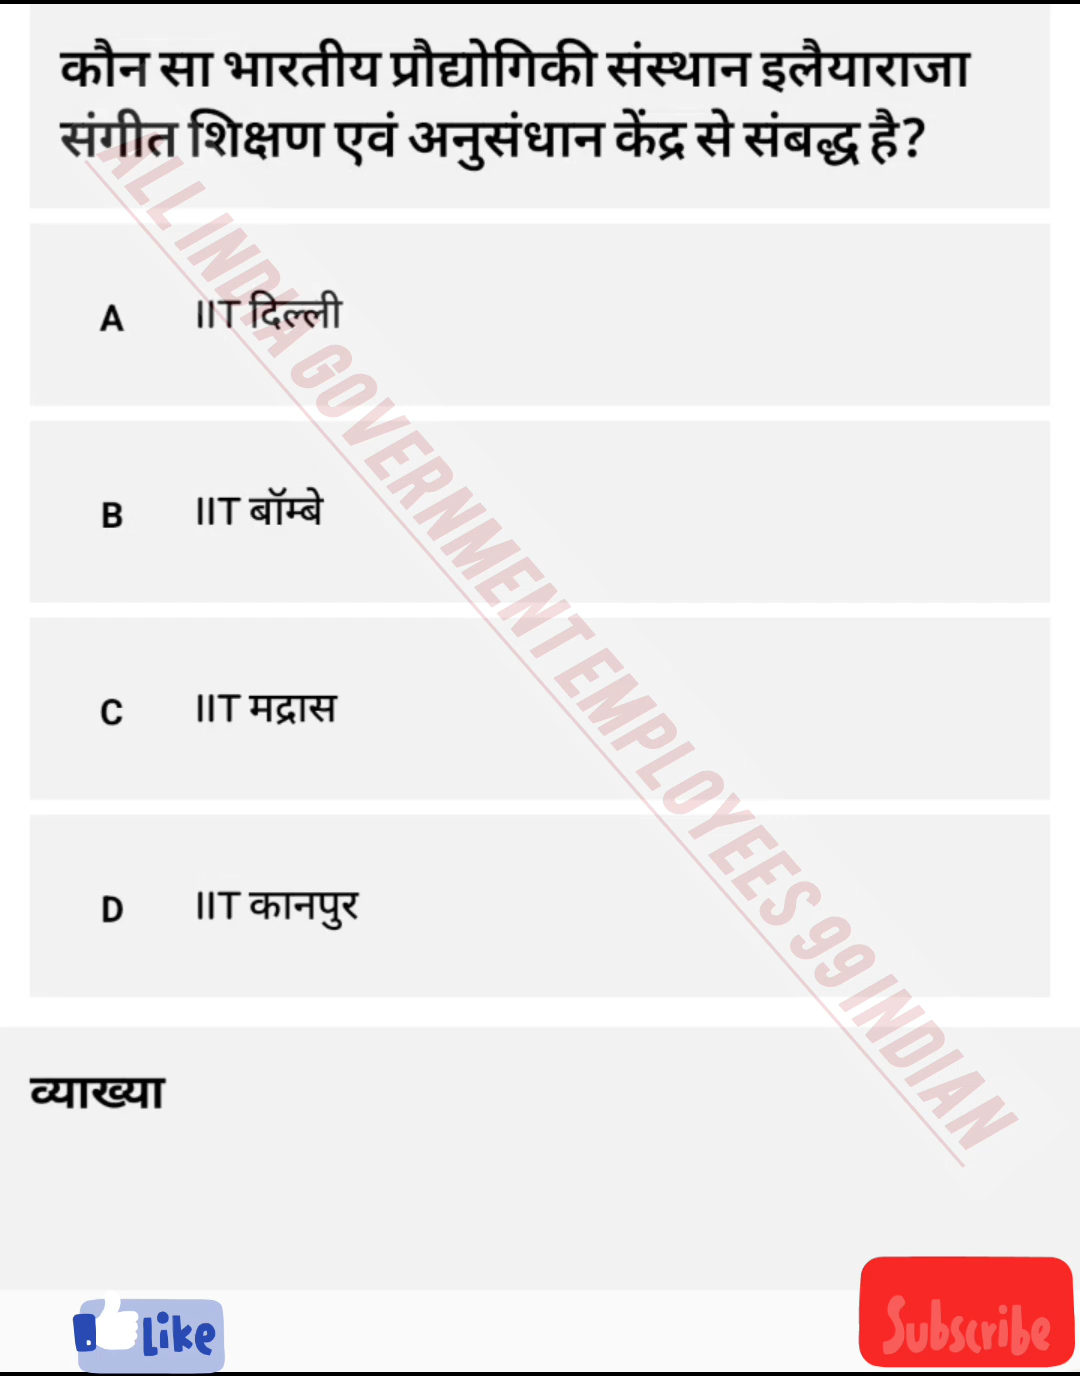 कौन सा भारतीय प्रौद्योगिकी संस्थान इलैयाराजा
संगीत शिक्षण एवं अनुसंधान केंद्र से संबद्ध है?
A IIT दिल्ली
B IIT बॉम्बे
C IIT मद्रास
D IIT कानपुर
ALL INDIA GOVERNMENT EMPLOYEES 99 INDIAN
व्याख्या
Like
Subscribe